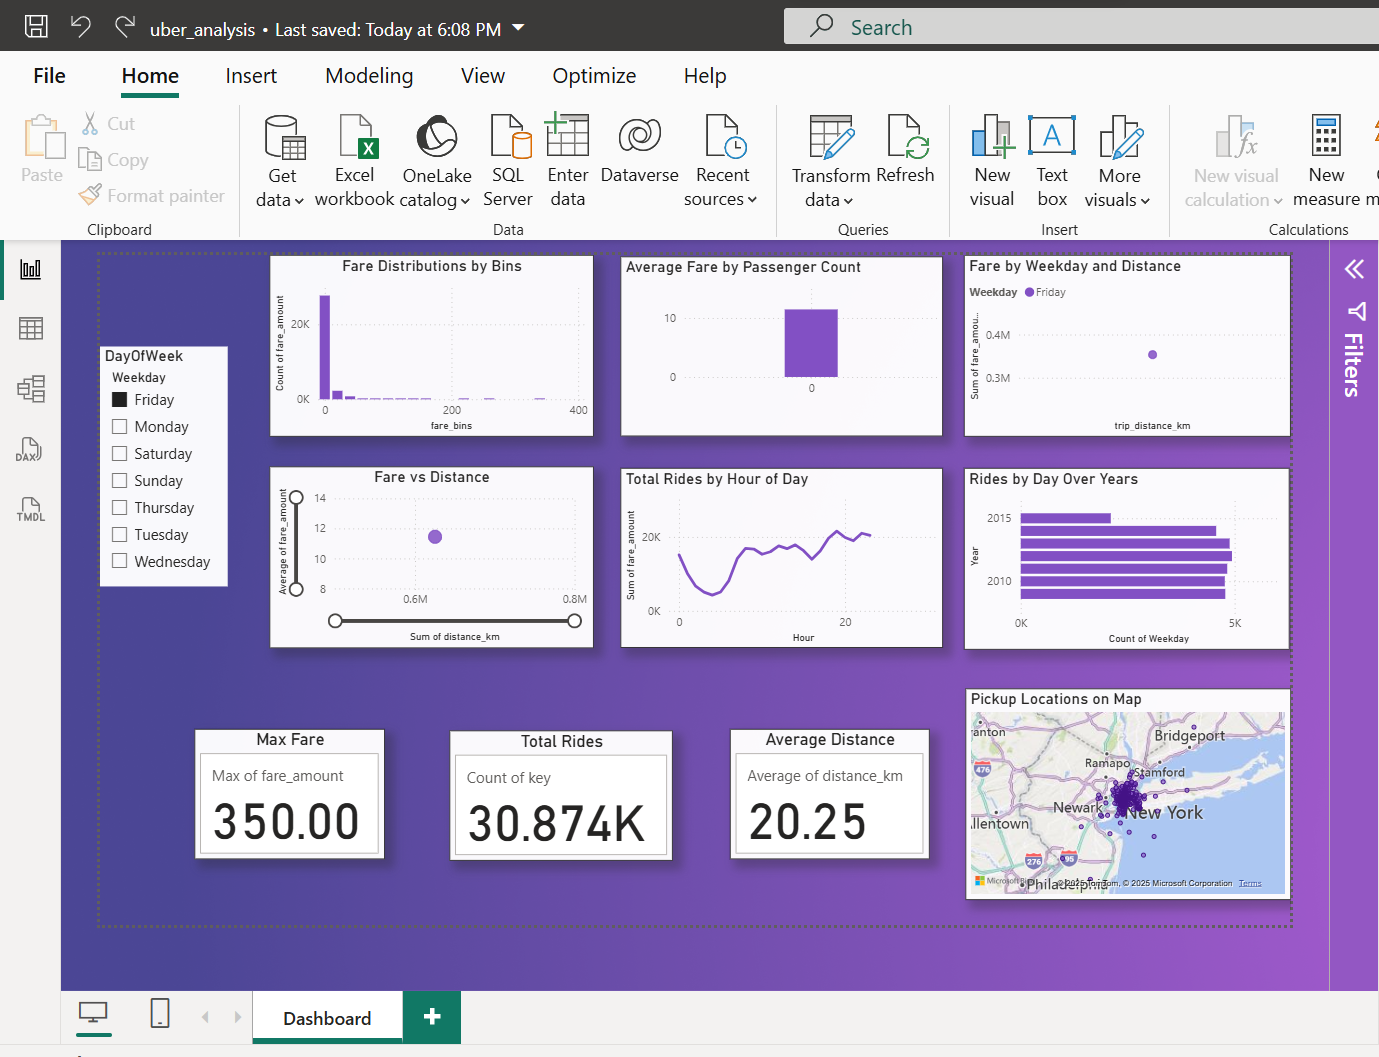 uber_analysis • Last saved: Today at 6:08 PM
Search
File Home Insert Modeling View Optimize Help
Paste
Cut
Copy
Format painter
Clipboard
Get data
Excel workbook
OneLake catalog
SQL Server
Enter data
Dataverse
Recent sources
Data
Transform data
Refresh
Queries
New visual
Text box
More visuals
Insert
New visual calculation
New measure
Calculations
DAX
TMDL
DayOfWeek
Weekday
Friday
Monday
Saturday
Sunday
Thursday
Tuesday
Wednesday
Fare Distributions by Bins
Count of fare_amount
20K
0K
0 200 400
fare_bins
Average Fare by Passenger Count
10
0
0
Fare by Weekday and Distance
Weekday Friday
Sum of fare_amou...
0.4M
0.3M
trip_distance_km
Fare vs Distance
Average of fare_amount
14
12
10
8
0.6M 0.8M
Sum of distance_km
Total Rides by Hour of Day
Sum of fare_amount
20K
0K
0 20
Hour
Rides by Day Over Years
Year
2015
2010
0K 5K
Count of Weekday
Max Fare
Max of fare_amount
350.00
Total Rides
Count of key
30.874K
Average Distance
Average of distance_km
20.25
Pickup Locations on Map
anton
Bridgeport
476
Ramapo
Stamford
Newark
New York
llentown
276
95
Philadelphia
Microsoft
© 2025 TomTom, © 2025 Microsoft Corporation Terms
Filters
Dashboard